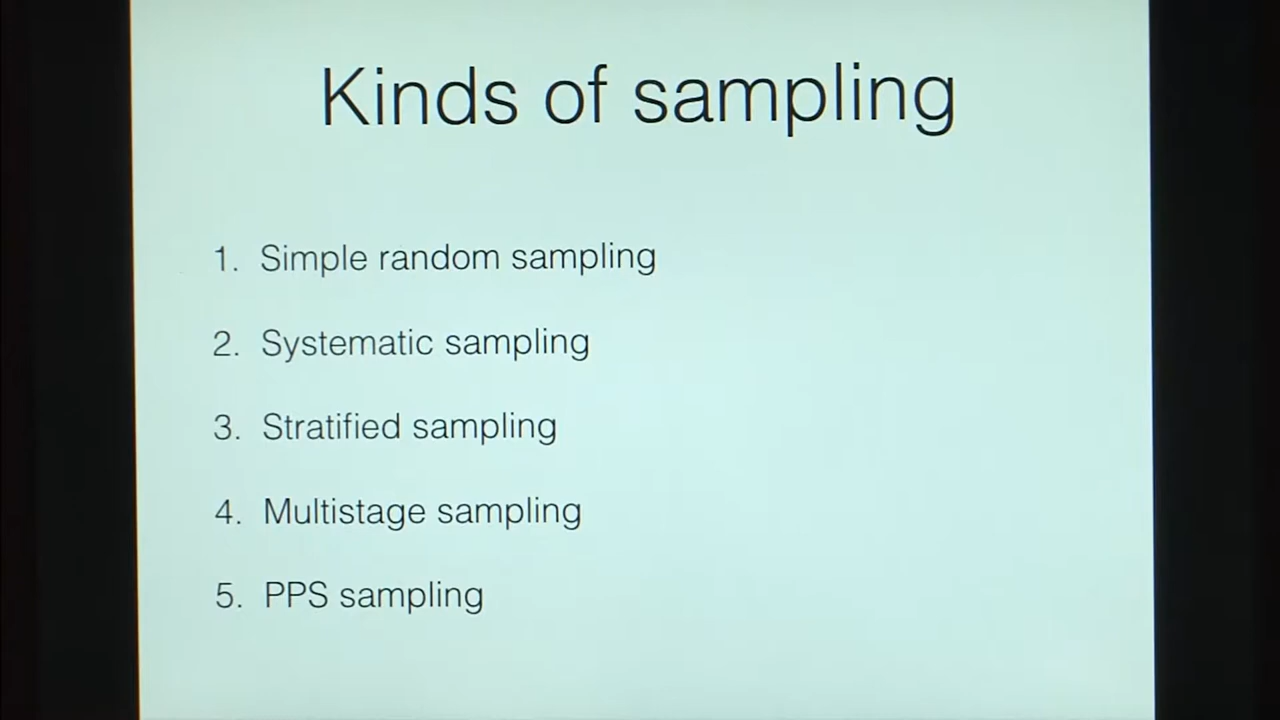 Kinds of sampling
1. Simple random sampling
2. Systematic sampling
3. Stratified sampling
4. Multistage sampling
5. PPS sampling